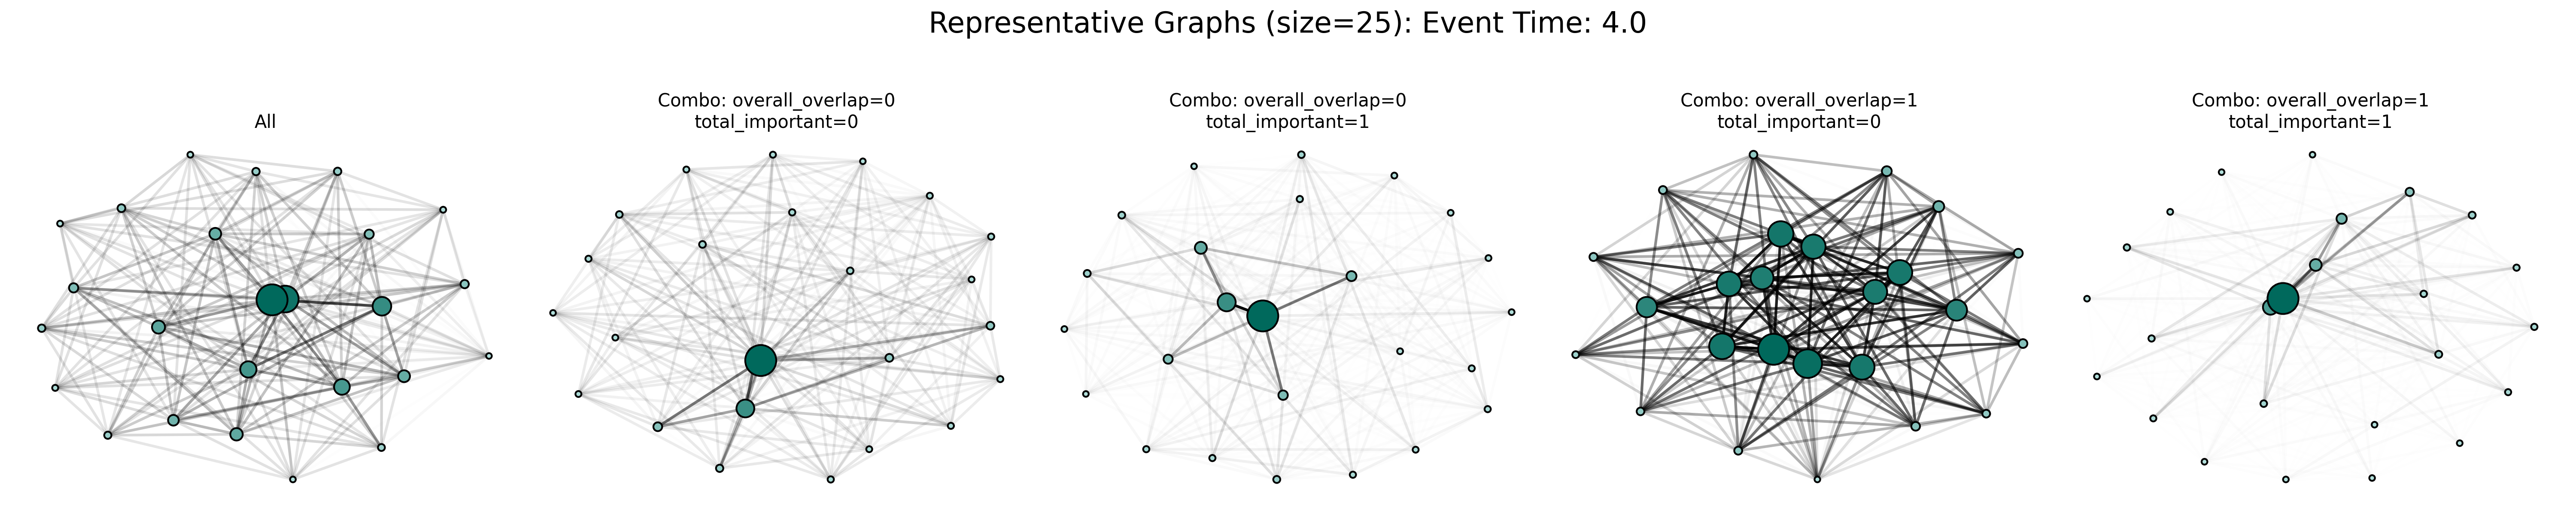 Representative Graphs (size=25): Event Time: 4.0
All
Combo: overall_overlap=0
total_important=0
Combo: overall_overlap=0
total_important=1
Combo: overall_overlap=1
total_important=0
Combo: overall_overlap=1
total_important=1